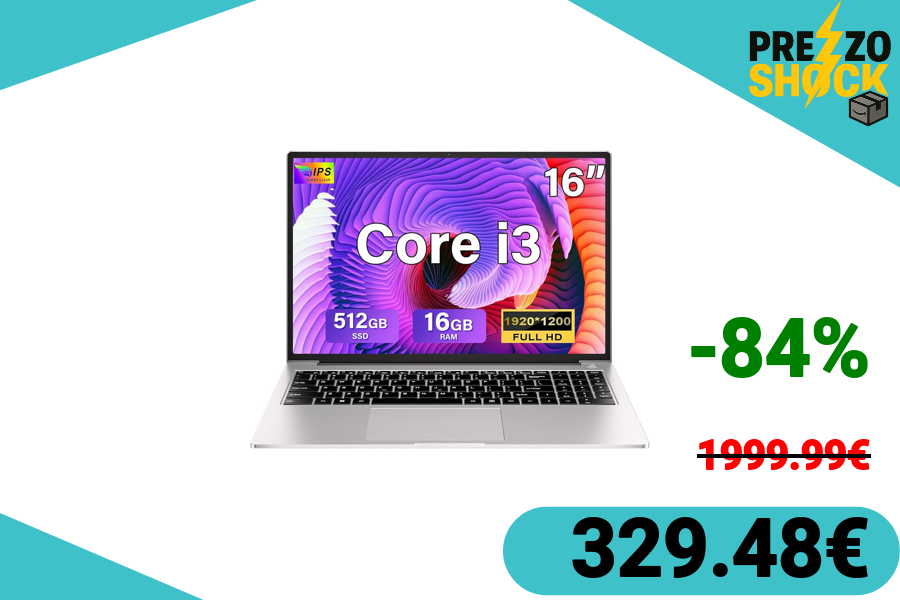 PREZZO
SHOCK
IPS
16"
Core i3
512GB
SSD
16GB
RAM
1920*1200
FULL HD
-84%
1999.99€
329.48€